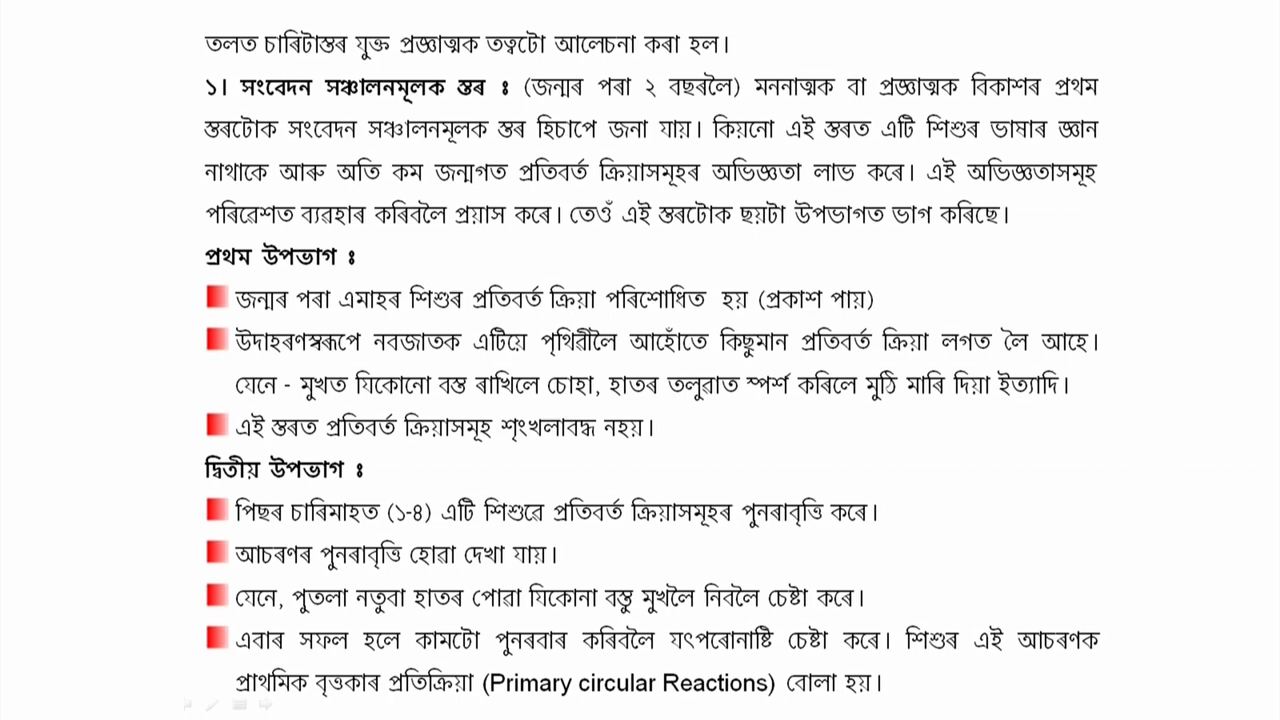 তলত চাৰিটাস্তৰ যুক্ত প্ৰজ্ঞাত্মক তত্বটো আলেচনা কৰা হল।
১। সংবেদন সঞ্চালনমূলক স্তৰ ঃ (জন্মৰ পৰা ২ বছৰলৈ) মননাত্মক বা প্ৰজ্ঞাত্মক বিকাশৰ প্ৰথম
স্তৰটোক সংবেদন সঞ্চালনমূলক স্তৰ হিচাপে জনা যায়। কিয়নো এই স্তৰত এটি শিশুৰ ভাষাৰ জ্ঞান
নাথাকে আৰু অতি কম জন্মগত প্ৰতিবৰ্ত ক্ৰিয়াসমূহৰ অভিজ্ঞতা লাভ কৰে। এই অভিজ্ঞতাসমূহ
পৰিৱেশত ব্যৱহাৰ কৰিবলৈ প্ৰয়াস কৰে। তেওঁ এই স্তৰটোক ছয়টা উপভাগত ভাগ কৰিছে।
প্ৰথম উপভাগ ঃ
জন্মৰ পৰা এমাহৰ শিশুৰ প্ৰতিবৰ্ত ক্ৰিয়া পৰিশোধিত হয় (প্ৰকাশ পায়)
উদাহৰণস্বৰূপে নবজাতক এটিয়ে পৃথিৱীলৈ আহোঁতে কিছুমান প্ৰতিবৰ্ত ক্ৰিয়া লগত লৈ আহে।
যেনে - মুখত যিকোনো বস্ত ৰাখিলে চোহা, হাতৰ তলুৱাত স্পৰ্শ কৰিলে মুঠি মাৰি দিয়া ইত্যাদি।
এই স্তৰত প্ৰতিবৰ্ত ক্ৰিয়াসমূহ শৃংখলাবদ্ধ নহয়।
দ্বিতীয় উপভাগ ঃ
পিছৰ চাৰিমাহত (১-৪) এটি শিশুৱে প্ৰতিবৰ্ত ক্ৰিয়াসমূহৰ পুনৰাবৃত্তি কৰে।
আচৰণৰ পুনৰাবৃত্তি হোৱা দেখা যায়।
যেনে, পুতলা নতুবা হাতৰ পোৱা যিকোনা বস্তু মুখলৈ নিবলৈ চেষ্টা কৰে।
এবাৰ সফল হলে কামটো পুনৰবাৰ কৰিবলৈ যৎপৰোনাষ্টি চেষ্টা কৰে। শিশুৰ এই আচৰণক
প্ৰাথমিক বৃত্তকাৰ প্ৰতিক্ৰিয়া (Primary circular Reactions) বোলা হয়।